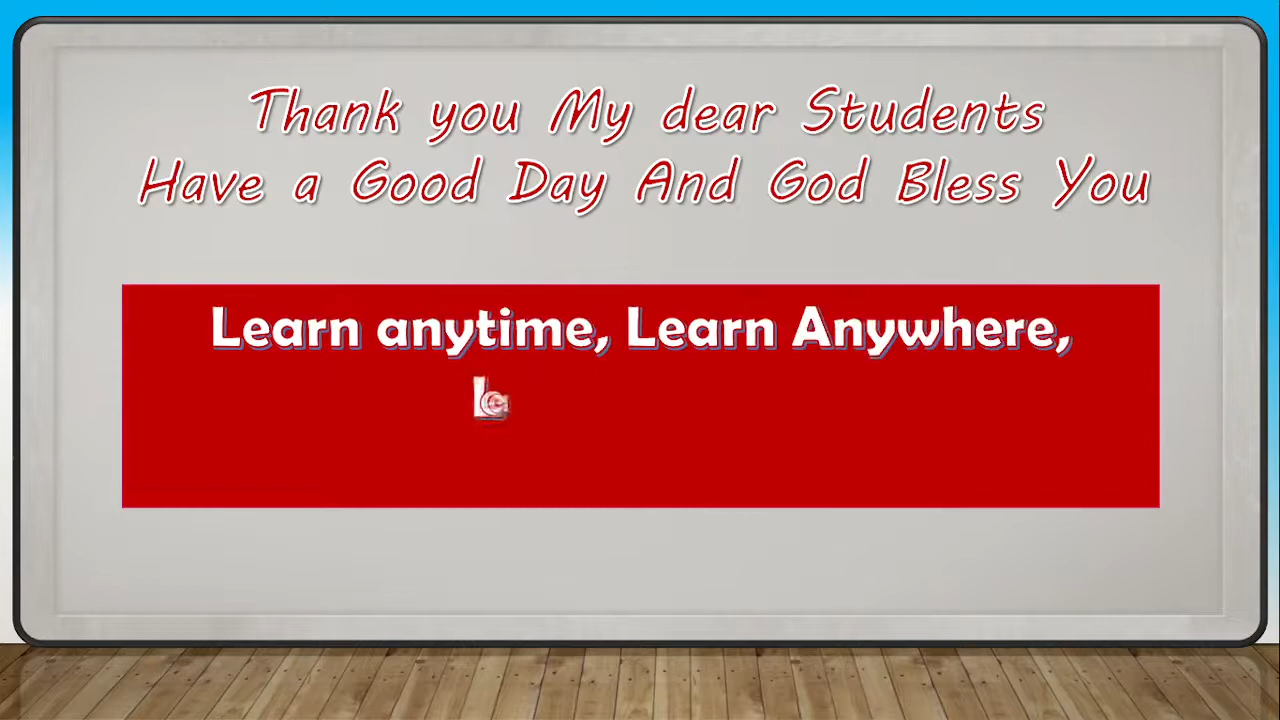 Thank you My dear Students
Have a Good Day And God Bless You
Learn anytime, Learn Anywhere,